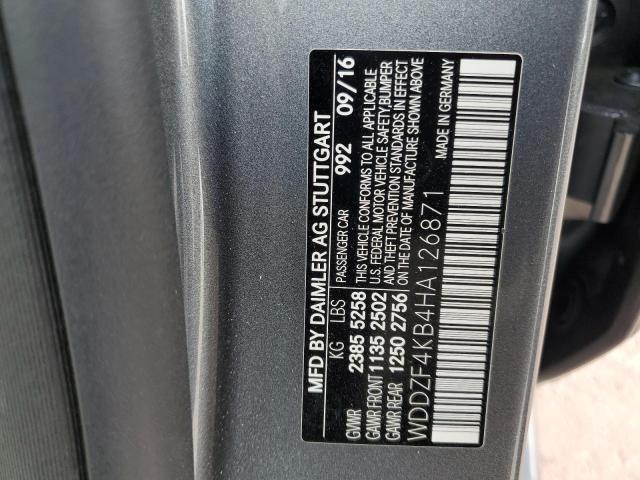 MFD BY DAIMLER AG STUTTGART
KG LBS PASSENGER CAR 992 09/16
GVWR 2385 5258 THIS VEHICLE CONFORMS TO ALL APPLICABLE
GAWR FRONT 1135 2502 U.S. FEDERAL MOTOR VEHICLE SAFETY,BUMPER
GAWR REAR 1250 2756 AND THEFT PREVENTION STANDARDS IN EFFECT
ON THE DATE OF MANUFACTURE SHOWN ABOVE
WDDZF4KB4HA126871 MADE IN GERMANY